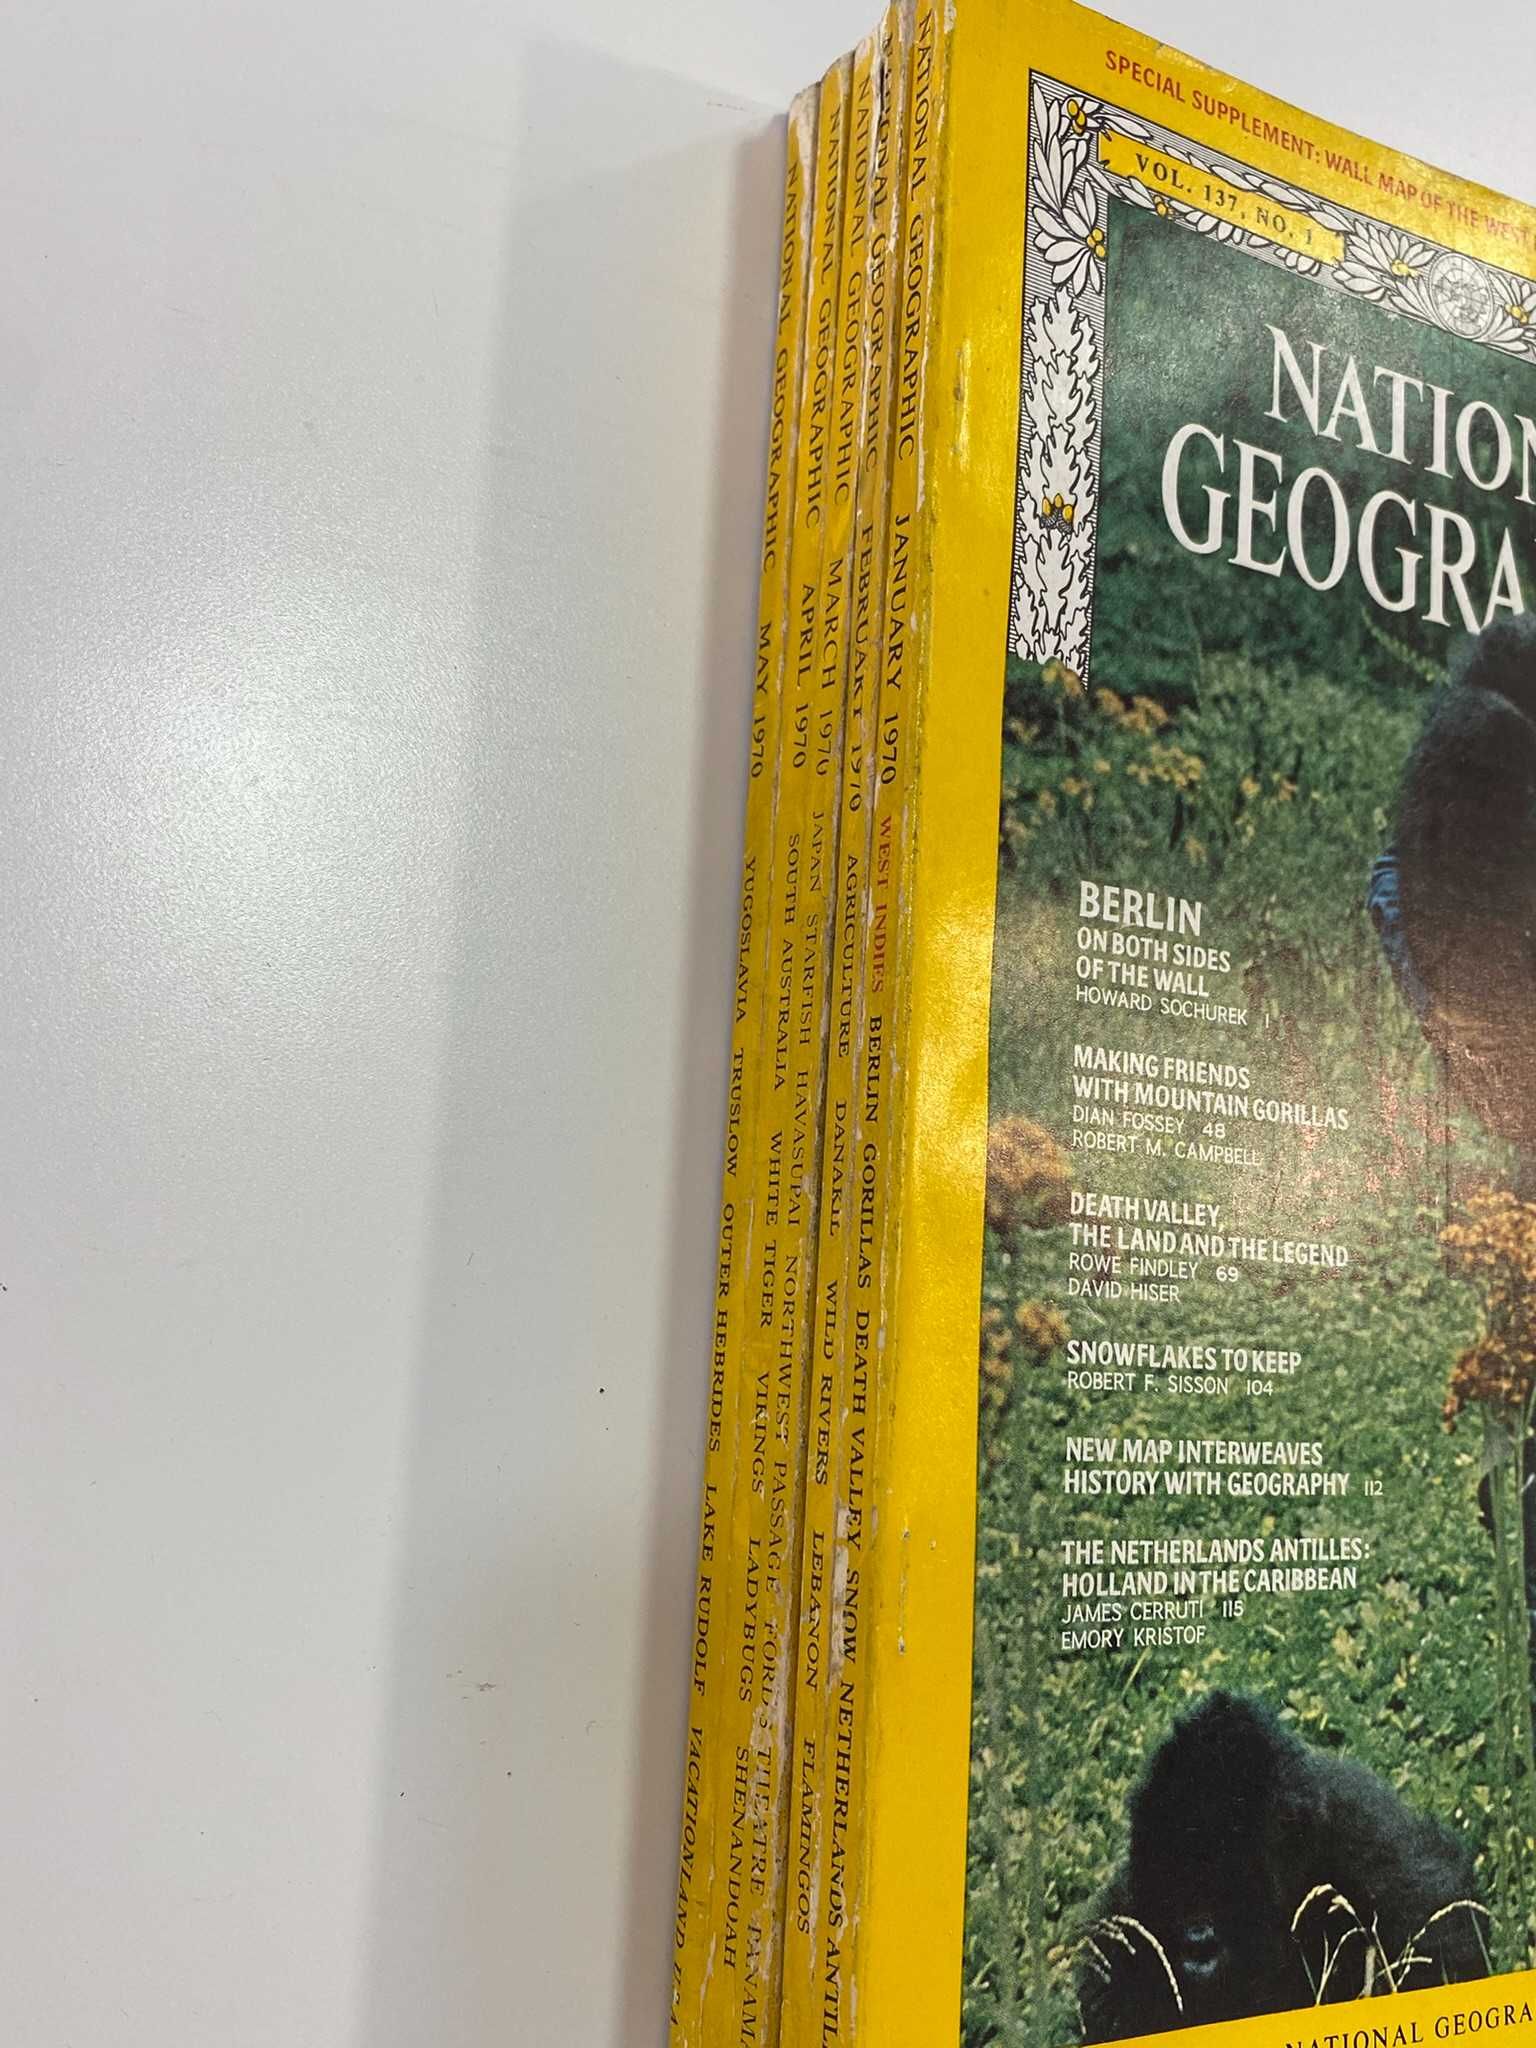 NATIONAL GEOGRAPHIC MAY 1970 YUGOSLAVIA TRUSLOW OUTER HEBRIDES LAKE RUDOLF VACATIONLAND U.S.A.
NATIONAL GEOGRAPHIC APRIL 1970 SOUTH AUSTRALIA WHITE TIGER VIKINGS LADYBUGS SHENANDOAH
NATIONAL GEOGRAPHIC MARCH 1970 JAPAN STARFISH HAVASUPAI NORTHWEST PASSAGE FORD'S THEATRE PANAMA
NATIONAL GEOGRAPHIC FEBRUARY 1970 AGRICULTURE DANAKIL WILD RIVERS LEBANON FLAMINGOS
NATIONAL GEOGRAPHIC JANUARY 1970 WEST INDIES BERLIN GORILLAS DEATH VALLEY SNOW NETHERLANDS ANTIL
SPECIAL SUPPLEMENT: WALL MAP OF THE WEST
VOL. 137, NO. 1
NATION
GEOGRA
BERLIN
ON BOTH SIDES
OF THE WALL
HOWARD SOCHUREK 1
MAKING FRIENDS
WITH MOUNTAIN GORILLAS
DIAN FOSSEY 48
ROBERT M. CAMPBELL
DEATH VALLEY,
THE LAND AND THE LEGEND
ROWE FINDLEY 69
DAVID HISER
SNOWFLAKES TO KEEP
ROBERT F. SISSON 104
NEW MAP INTERWEAVES
HISTORY WITH GEOGRAPHY 112
THE NETHERLANDS ANTILLES:
HOLLAND IN THE CARIBBEAN
JAMES CERRUTI 115
EMORY KRISTOF
NATIONAL GEOGRA